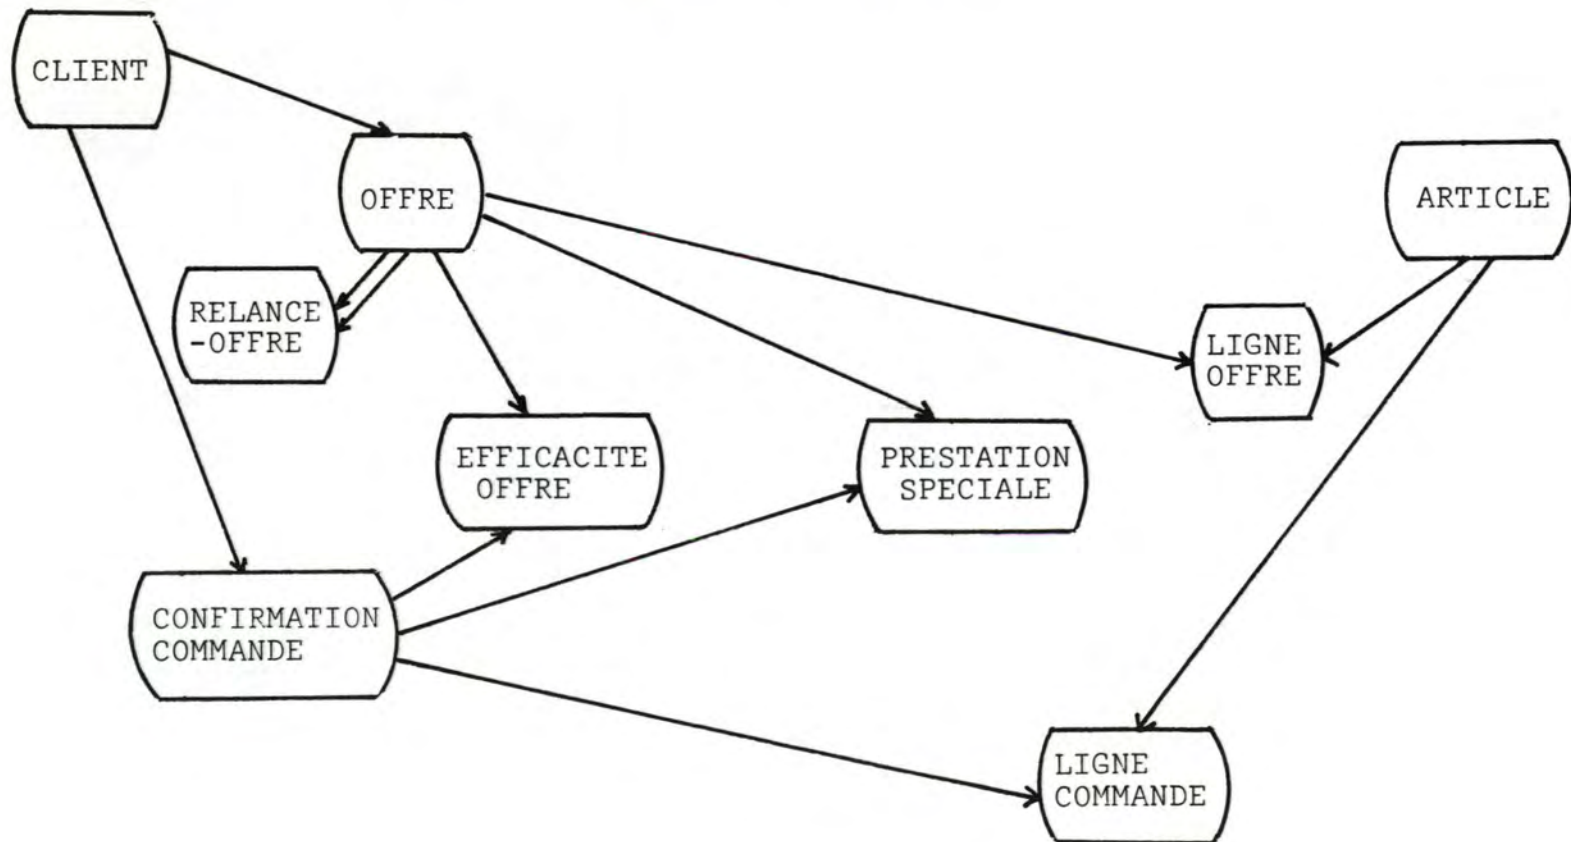 CLIENT
OFFRE
ARTICLE
RELANCE
-OFFRE
LIGNE
OFFRE
EFFICACITE
OFFRE
PRESTATION
SPECIALE
CONFIRMATION
COMMANDE
LIGNE
COMMANDE